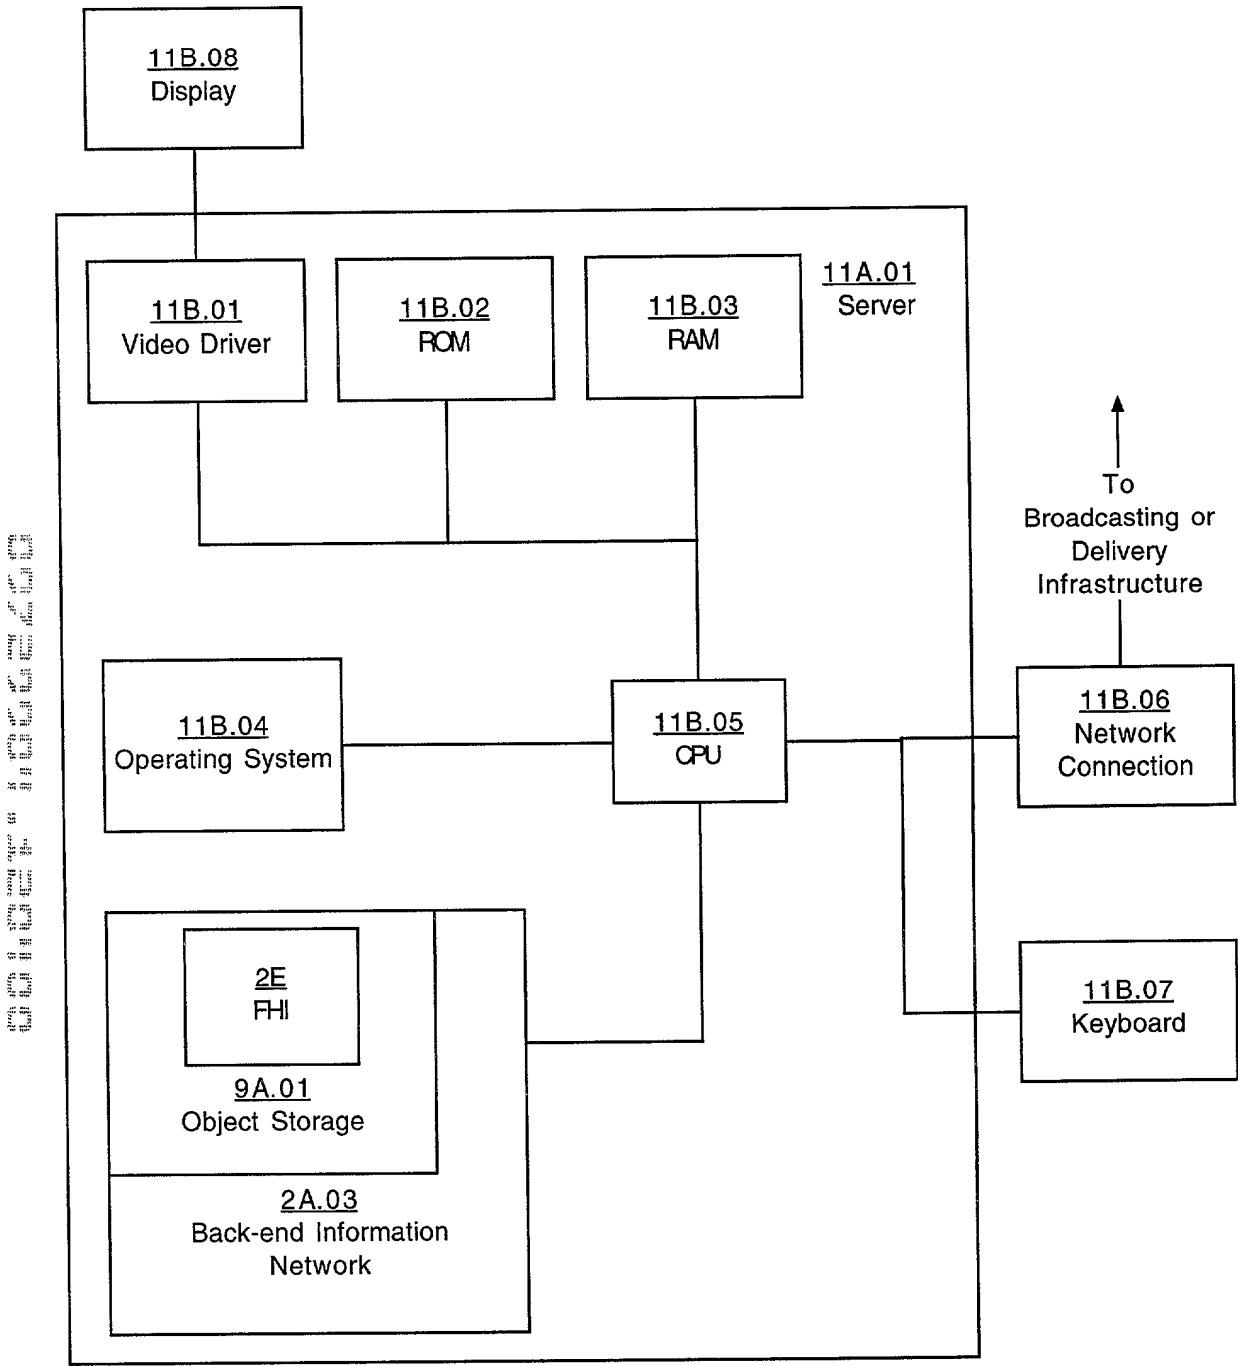 11B.08
Display
11A.01
Server
11B.01
Video Driver
11B.02
ROM
11B.03
RAM
To
Broadcasting or
Delivery
Infrastructure
11B.04
Operating System
11B.05
CPU
11B.06
Network
Connection
2E
FHI
9A.01
Object Storage
11B.07
Keyboard
2A.03
Back-end Information
Network